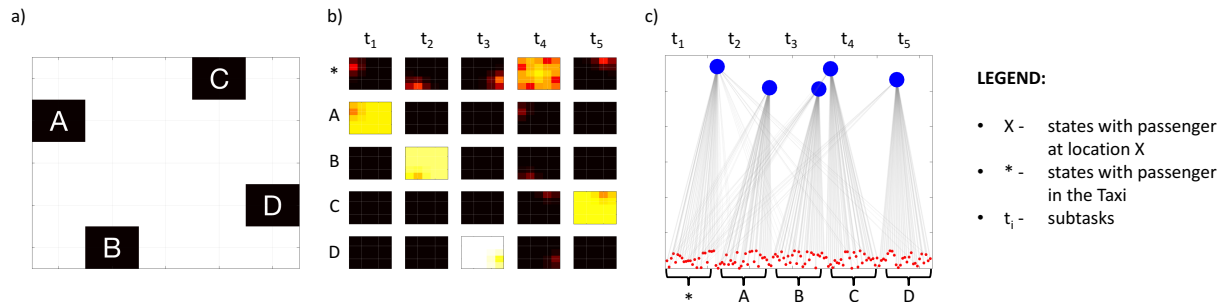 a)
A
B
C
D
b)
t₁ t₂ t₃ t₄ t₅
*
A
B
C
D
c)
t₁ t₂ t₃ t₄ t₅
* A B C D
LEGEND:
• X - states with passenger
at location X
• * - states with passenger
in the Taxi
• tᵢ - subtasks